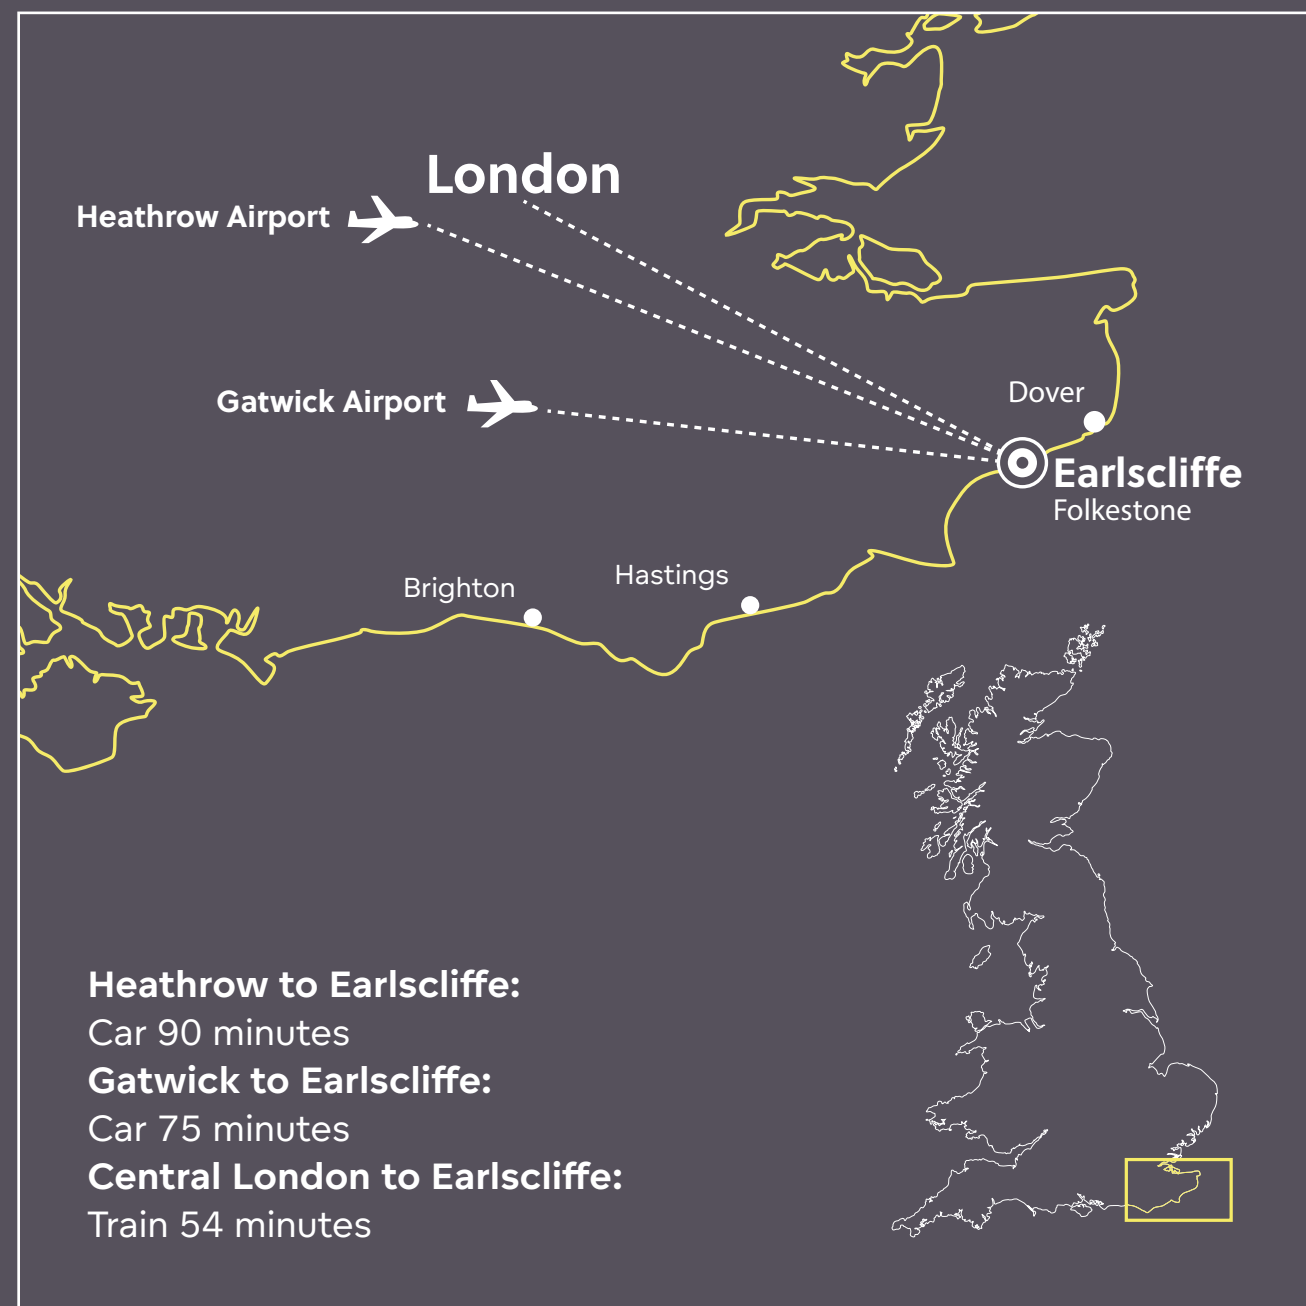 London
Heathrow Airport
Gatwick Airport
Dover
Earlscliffe
Folkestone
Hastings
Brighton
Heathrow to Earlscliffe:
Car 90 minutes
Gatwick to Earlscliffe:
Car 75 minutes
Central London to Earlscliffe:
Train 54 minutes